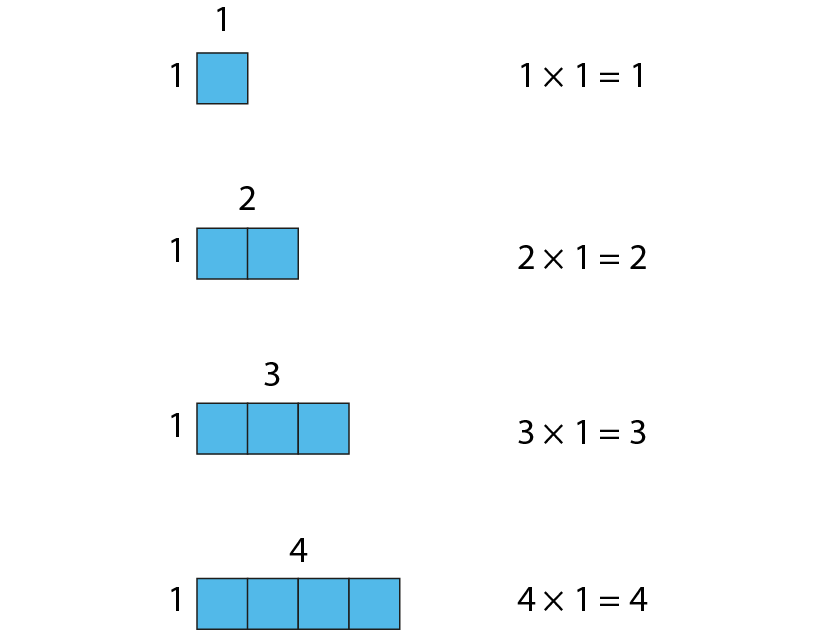 1
1
1 × 1 = 1
2
1
2 × 1 = 2
3
1
3 × 1 = 3
4
1
4 × 1 = 4